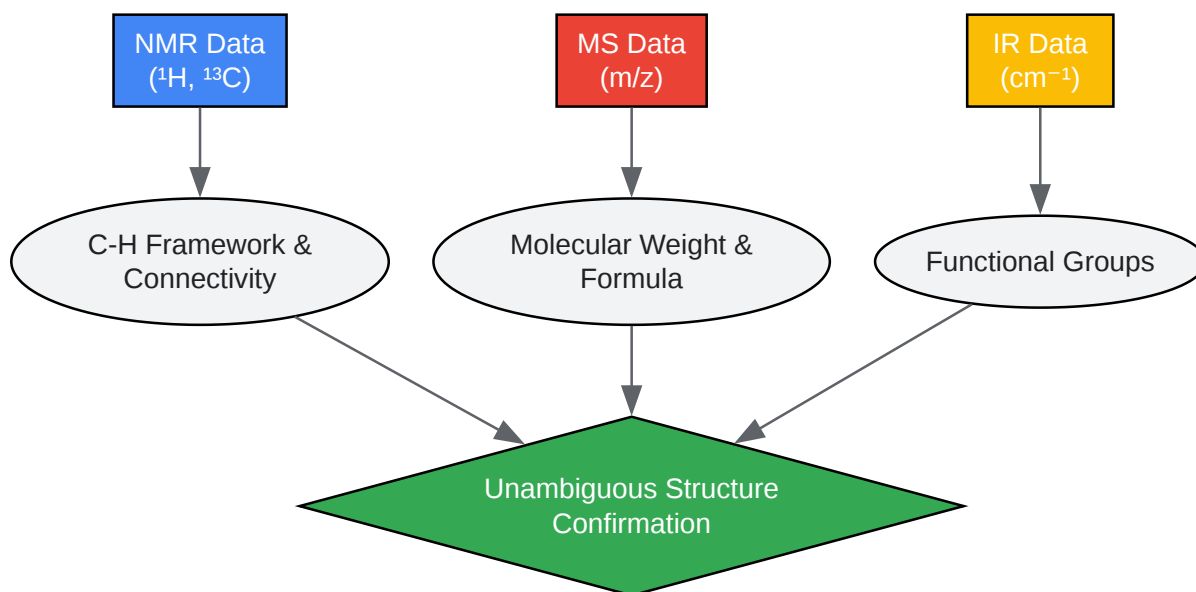 NMR Data
(¹H, ¹³C)
MS Data
(m/z)
IR Data
(cm⁻¹)
C-H Framework &
Connectivity
Molecular Weight &
Formula
Functional Groups
Unambiguous Structure
Confirmation